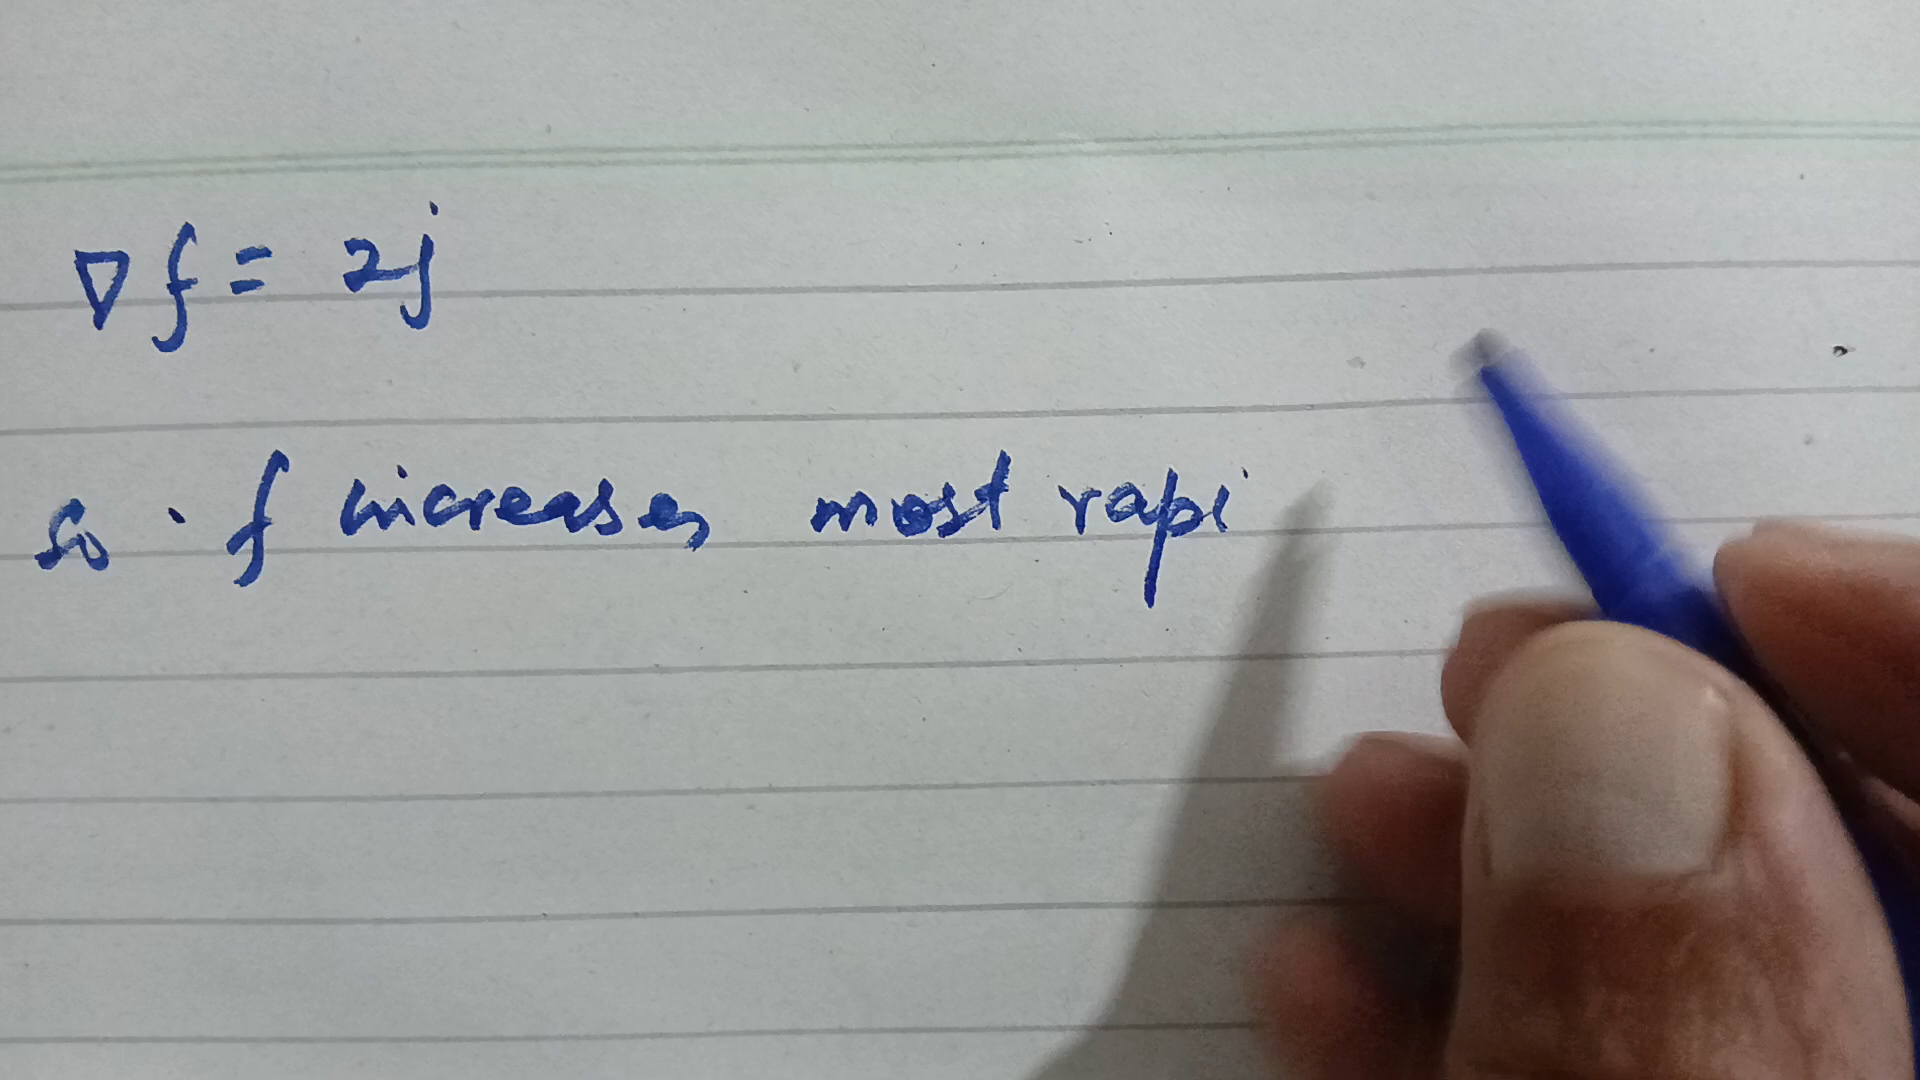 ∇f = 2j
so f increases most rapi